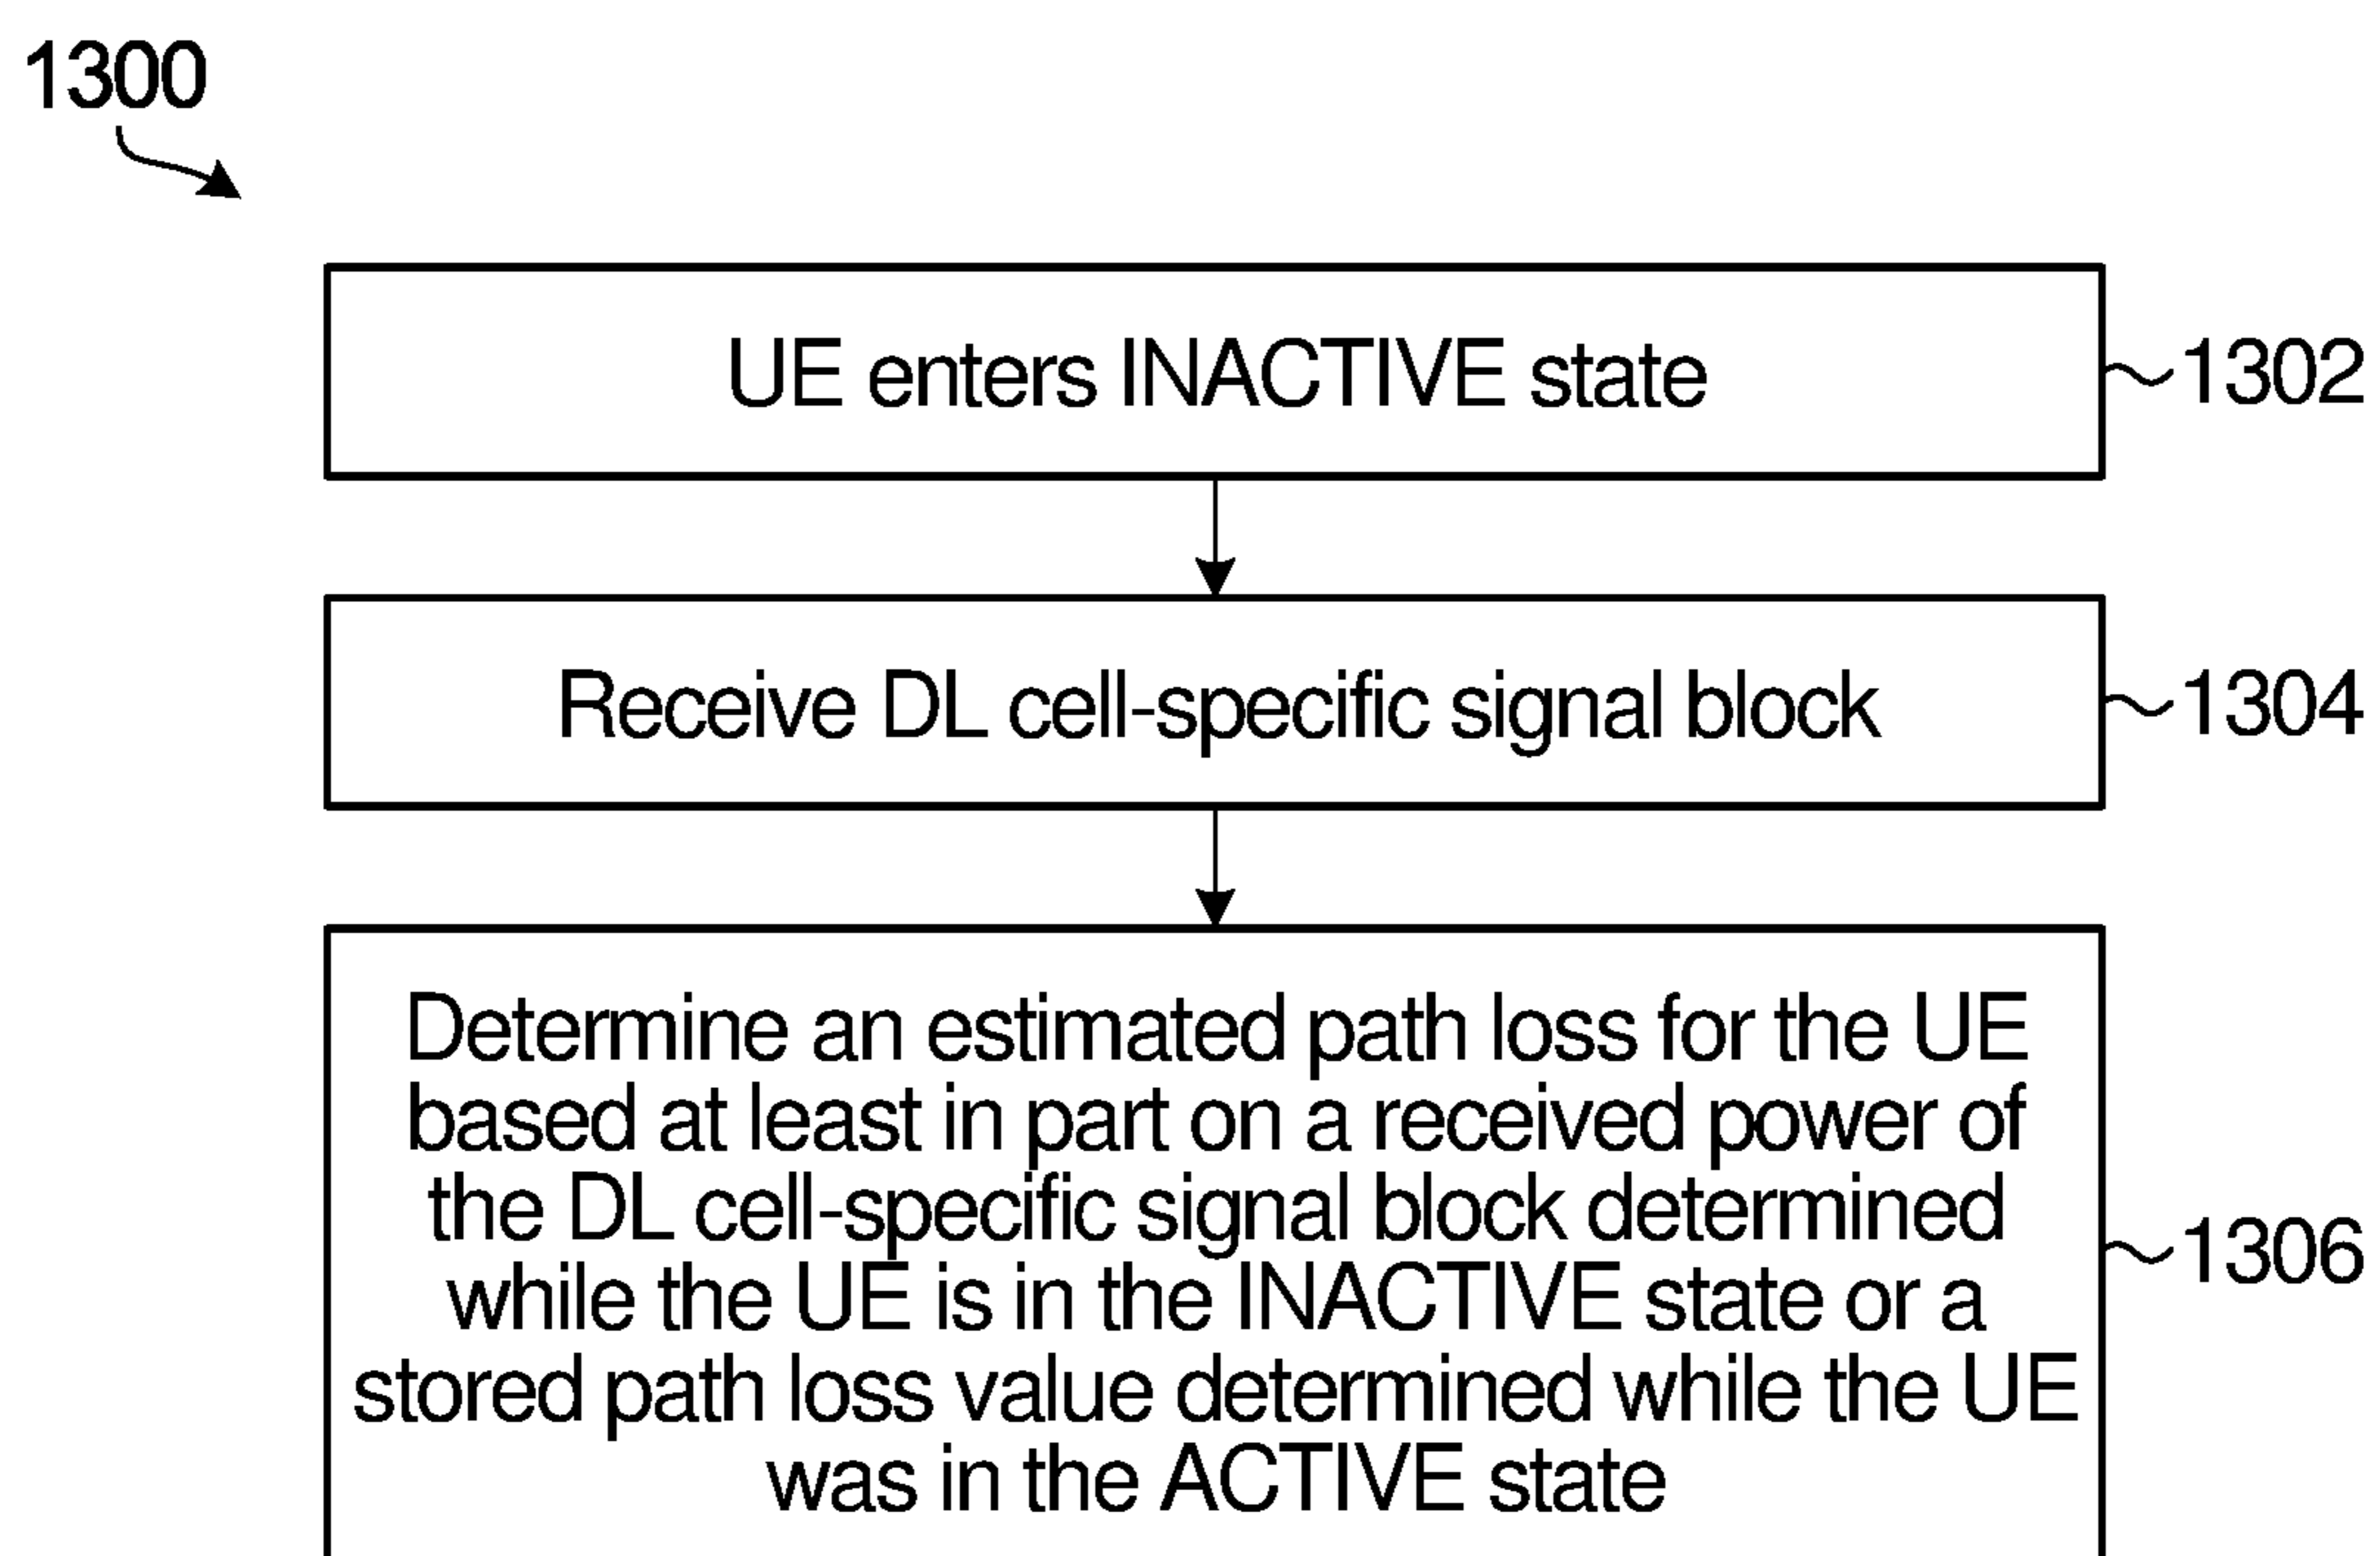 1300
UE enters INACTIVE state
1302
Receive DL cell-specific signal block
1304
Determine an estimated path loss for the UE
based at least in part on a received power of
the DL cell-specific signal block determined
while the UE is in the INACTIVE state or a
stored path loss value determined while the UE
was in the ACTIVE state
1306